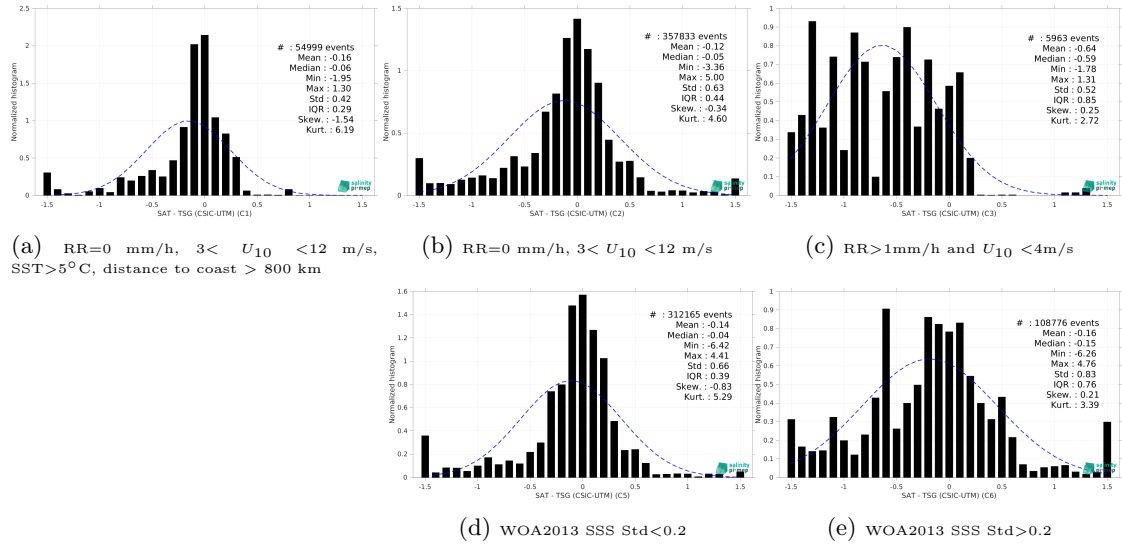 2.5
2
1.5
1
0.5
0
Normalized histogram
# : 54999 events
Mean : -0.16
Median : -0.06
Min : -1.95
Max : 1.30
Std : 0.42
IQR : 0.29
Skew. : -1.54
Kurt. : 6.19
salinity
pi-mep
-1.5 -1 -0.5 0 0.5 1 1.5
SAT - TSG (CSIC-UTM) (C1)
(a) RR=0 mm/h, 3< U10 <12 m/s,
SST>5°C, distance to coast > 800 km
1.5
1
0.5
0
Normalized histogram
# : 357833 events
Mean : -0.12
Median : -0.05
Min : -3.36
Max : 5.00
Std : 0.63
IQR : 0.44
Skew. : -0.34
Kurt. : 4.60
salinity
pi-mep
-1.5 -1 -0.5 0 0.5 1 1.5
SAT - TSG (CSIC-UTM) (C2)
(b) RR=0 mm/h, 3< U10 <12 m/s
1
0.9
0.8
0.7
0.6
0.5
0.4
0.3
0.2
0.1
0
Normalized histogram
# : 5963 events
Mean : -0.64
Median : -0.59
Min : -1.78
Max : 1.31
Std : 0.52
IQR : 0.85
Skew. : 0.25
Kurt. : 2.72
salinity
pi-mep
-1.5 -1 -0.5 0 0.5 1 1.5
SAT - TSG (CSIC-UTM) (C3)
(c) RR>1mm/h and U10 <4m/s
1.6
1.4
1.2
1
0.8
0.6
0.4
0.2
0
Normalized histogram
# : 312165 events
Mean : -0.14
Median : -0.04
Min : -6.42
Max : 4.41
Std : 0.66
IQR : 0.39
Skew. : -0.83
Kurt. : 5.29
salinity
pi-mep
-1.5 -1 -0.5 0 0.5 1 1.5
SAT - TSG (CSIC-UTM) (C5)
(d) WOA2013 SSS Std<0.2
1
0.9
0.8
0.7
0.6
0.5
0.4
0.3
0.2
0.1
0
Normalized histogram
# : 108776 events
Mean : -0.16
Median : -0.15
Min : -6.26
Max : 4.76
Std : 0.83
IQR : 0.76
Skew. : 0.21
Kurt. : 3.39
salinity
pi-mep
-1.5 -1 -0.5 0 0.5 1 1.5
SAT - TSG (CSIC-UTM) (C6)
(e) WOA2013 SSS Std>0.2